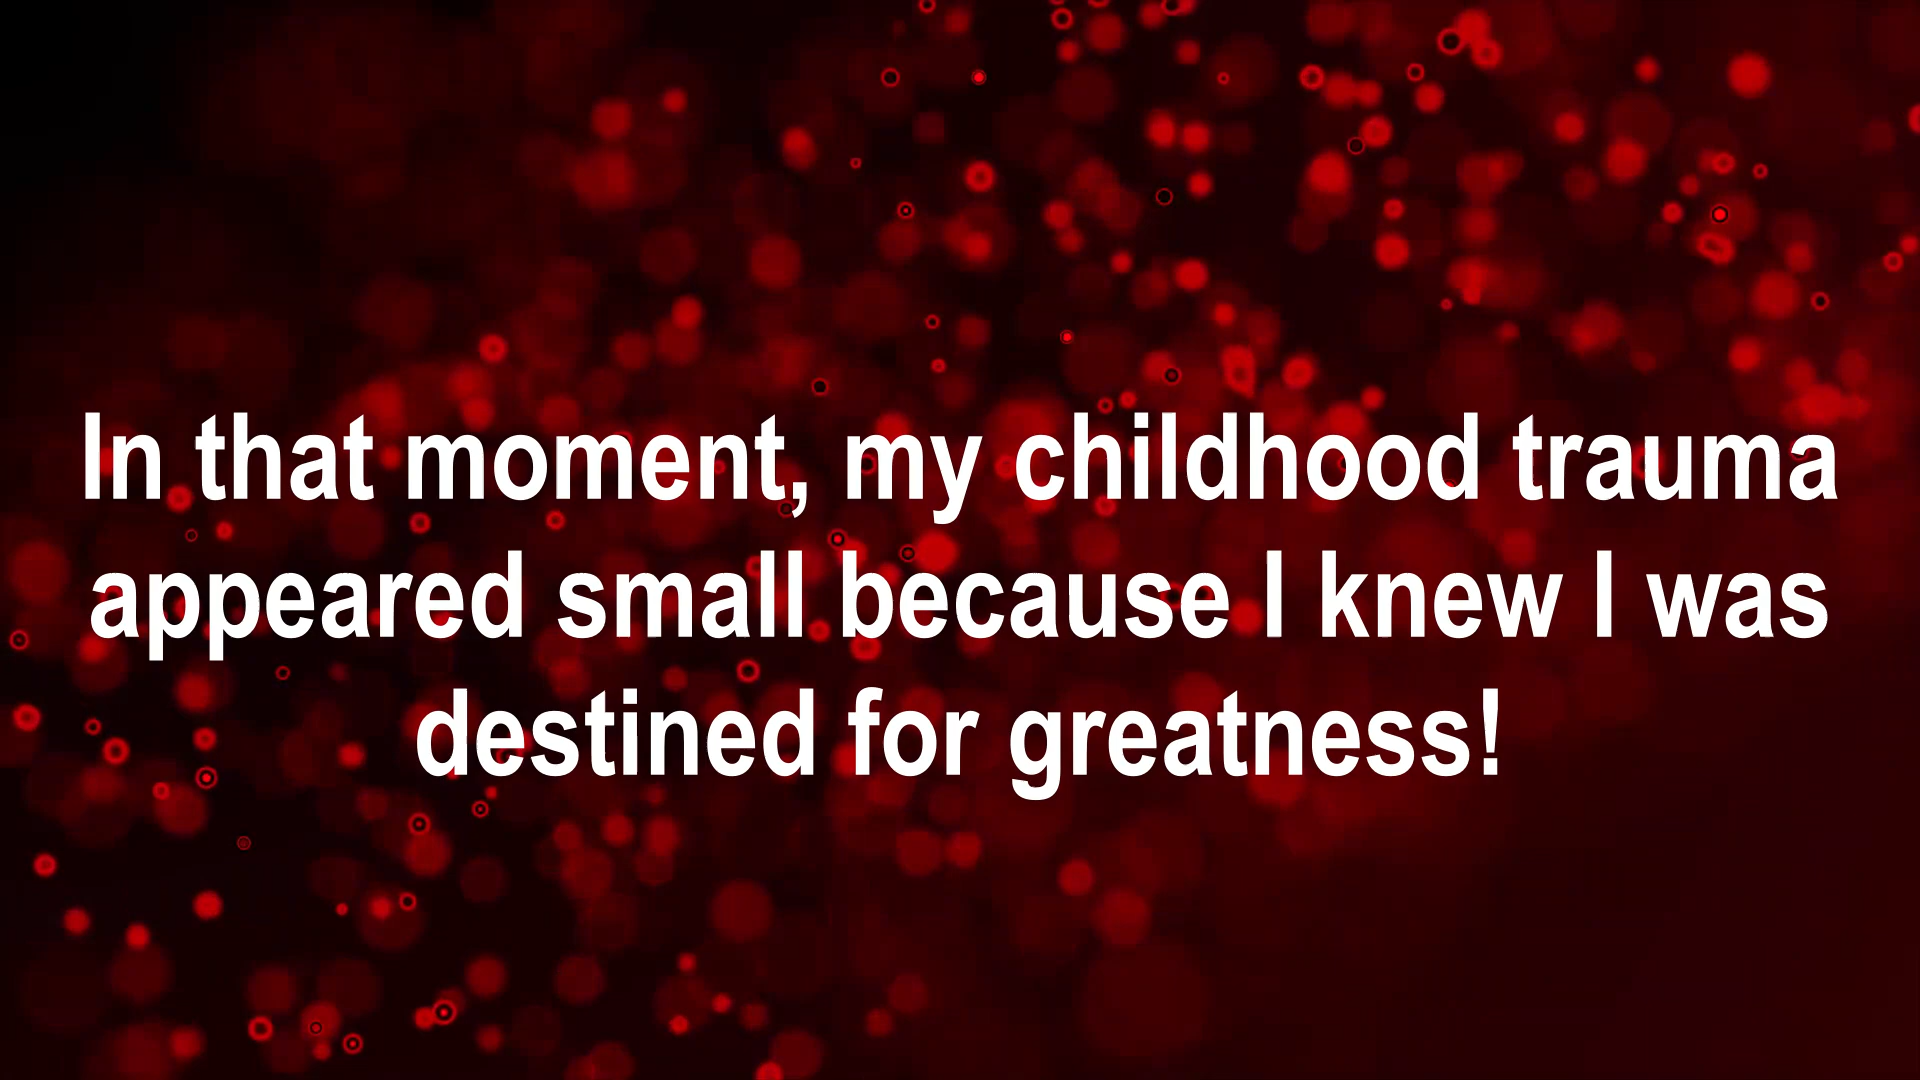 In that moment, my childhood trauma
appeared small because I knew I was
destined for greatness!